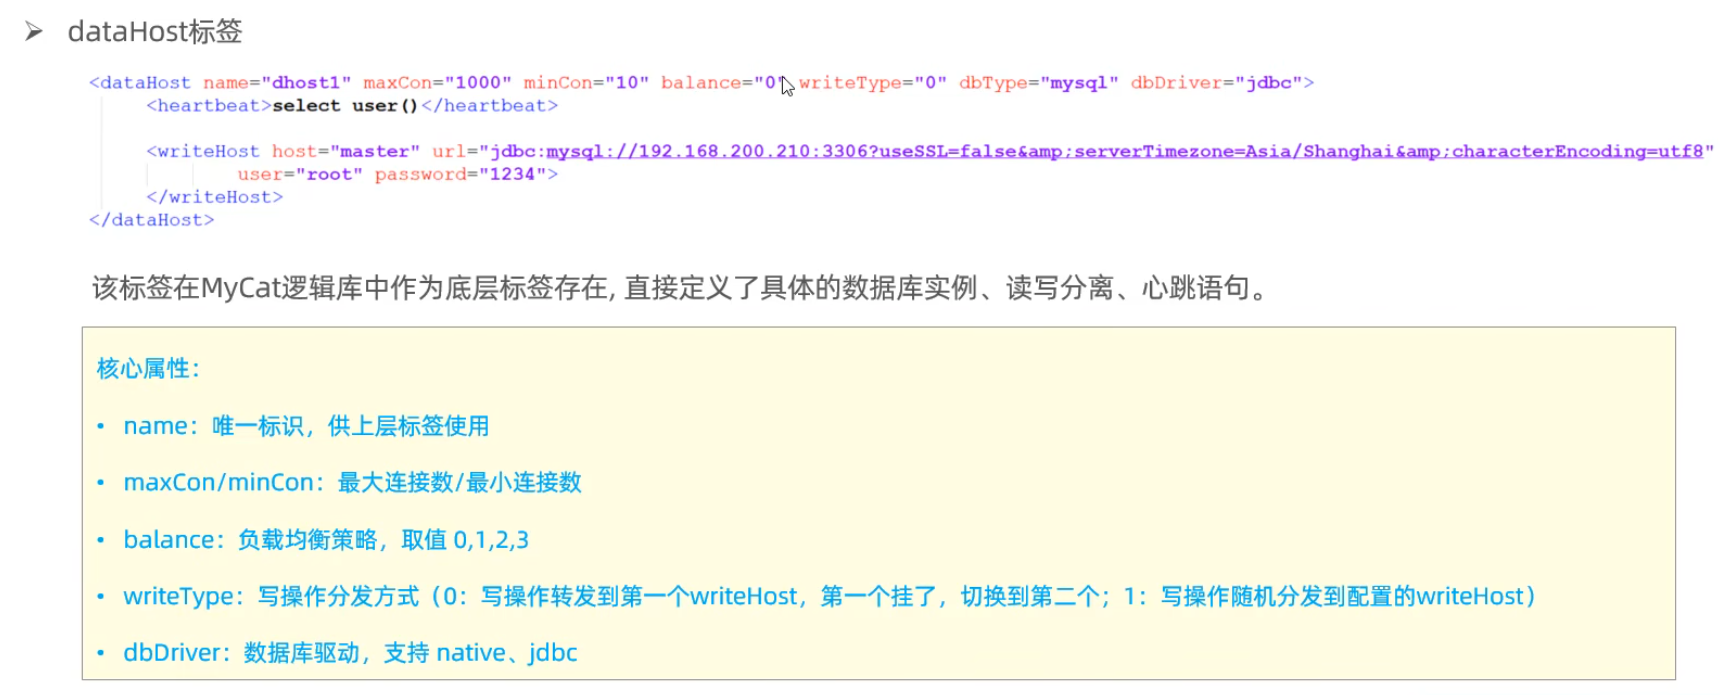 ➢ dataHost标签
<dataHost name="dhost1" maxCon="1000" minCon="10" balance="0" writeType="0" dbType="mysql" dbDriver="jdbc">
<heartbeat>select user()</heartbeat>
<writeHost host="master" url="jdbc:mysql://192.168.200.210:3306?useSSL=false&amp;serverTimezone=Asia/Shanghai&amp;characterEncoding=utf8"
user="root" password="1234">
</writeHost>
</dataHost>
该标签在MyCat逻辑库中作为底层标签存在, 直接定义了具体的数据库实例、读写分离、心跳语句。
核心属性：
• name：唯一标识，供上层标签使用
• maxCon/minCon：最大连接数/最小连接数
• balance：负载均衡策略，取值 0,1,2,3
• writeType：写操作分发方式（0：写操作转发到第一个writeHost，第一个挂了，切换到第二个；1：写操作随机分发到配置的writeHost）
• dbDriver：数据库驱动，支持 native、jdbc